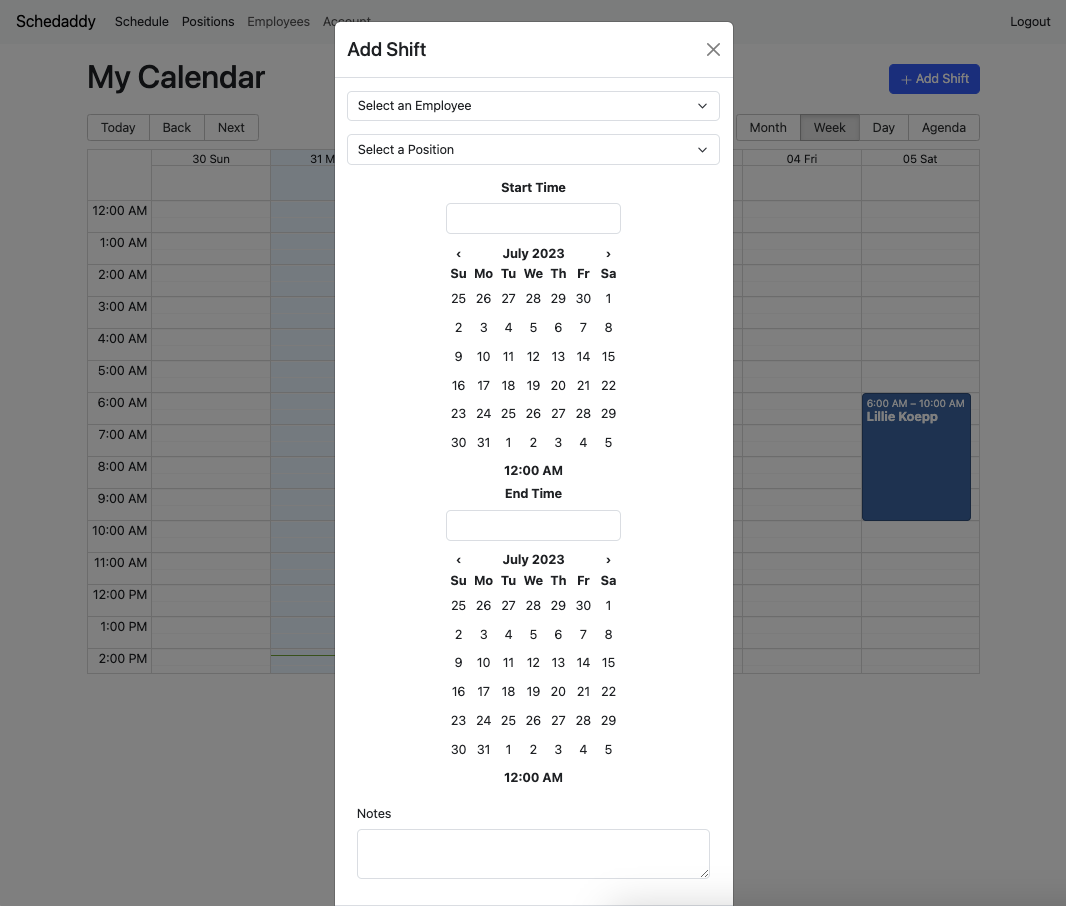 Schedaddy Schedule Positions Employees Account Logout
Add Shift
My Calendar
+ Add Shift
Select an Employee
Today Back Next
Month Week Day Agenda
Select a Position
30 Sun 31 M 04 Fri 05 Sat
Start Time
12:00 AM
1:00 AM
2:00 AM
3:00 AM
4:00 AM
5:00 AM
6:00 AM
7:00 AM
8:00 AM
9:00 AM
10:00 AM
11:00 AM
12:00 PM
1:00 PM
2:00 PM
‹ July 2023 ›
Su Mo Tu We Th Fr Sa
25 26 27 28 29 30 1
2 3 4 5 6 7 8
9 10 11 12 13 14 15
16 17 18 19 20 21 22
23 24 25 26 27 28 29
30 31 1 2 3 4 5
12:00 AM
End Time
‹ July 2023 ›
Su Mo Tu We Th Fr Sa
25 26 27 28 29 30 1
2 3 4 5 6 7 8
9 10 11 12 13 14 15
16 17 18 19 20 21 22
23 24 25 26 27 28 29
30 31 1 2 3 4 5
12:00 AM
Notes
6:00 AM – 10:00 AM
Lillie Koepp